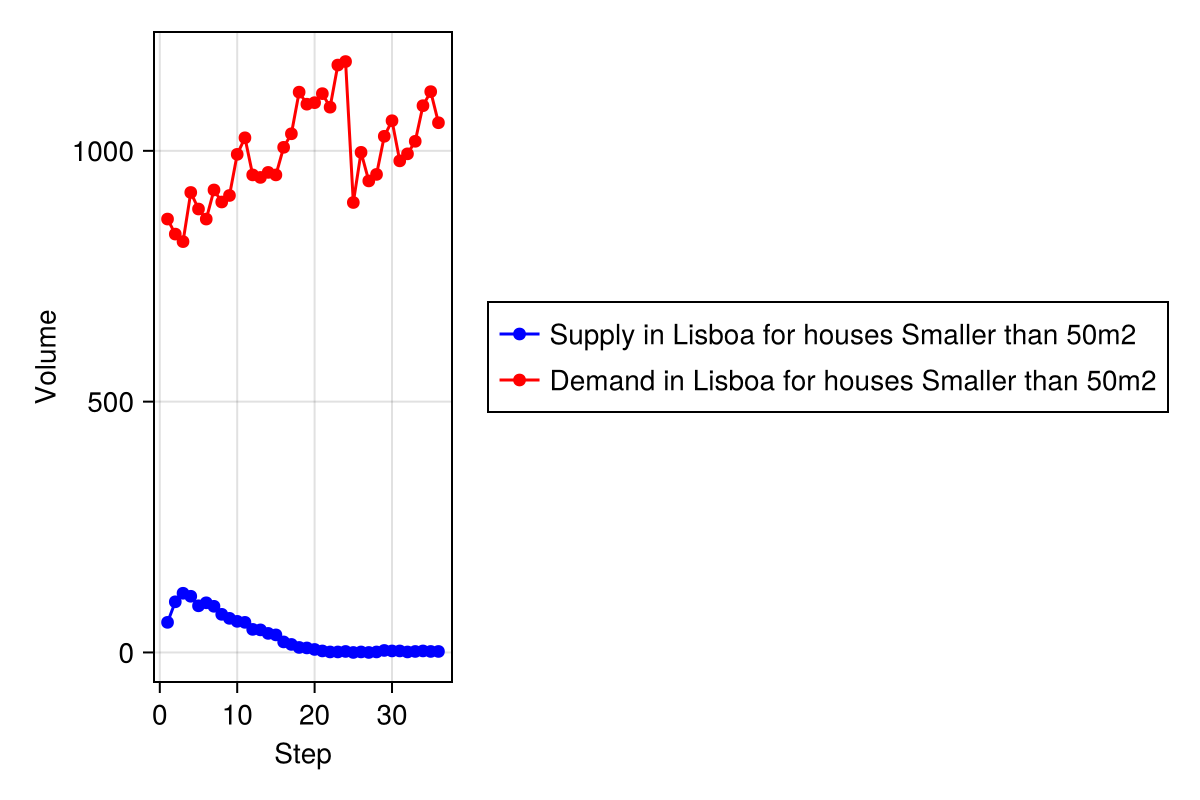 Volume
1000
500
0
0 10 20 30
Step
Supply in Lisboa for houses Smaller than 50m2
Demand in Lisboa for houses Smaller than 50m2